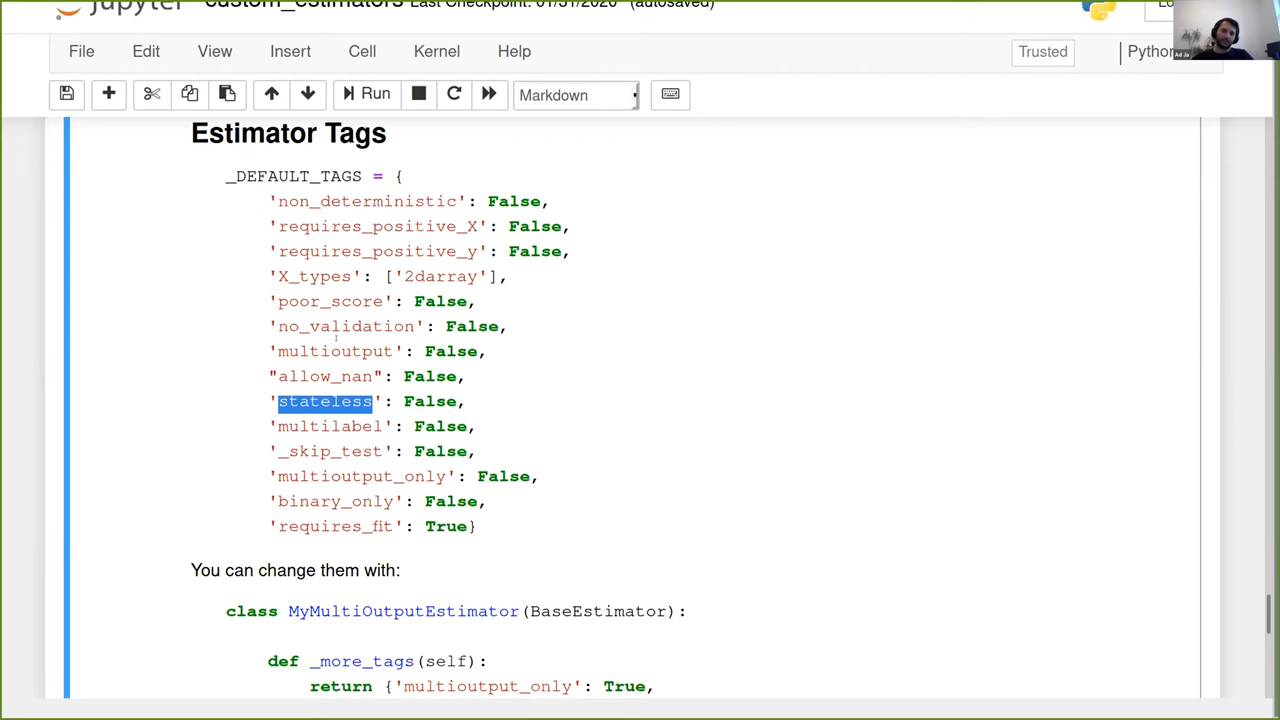 Jupyter custom_estimators Last Checkpoint: 01/31/2020 (autosaved)
File Edit View Insert Cell Kernel Help
Trusted
Python
Run
Markdown
Ad Ja
Estimator Tags
_DEFAULT_TAGS = {
'non_deterministic': False,
'requires_positive_X': False,
'requires_positive_y': False,
'X_types': ['2darray'],
'poor_score': False,
'no_validation': False,
'multioutput': False,
"allow_nan": False,
'stateless': False,
'multilabel': False,
'_skip_test': False,
'multioutput_only': False,
'binary_only': False,
'requires_fit': True}
You can change them with:
class MyMultiOutputEstimator(BaseEstimator):
def _more_tags(self):
return {'multioutput_only': True,